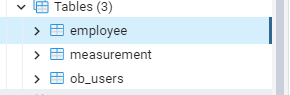 Tables (3)
employee
measurement
ob_users